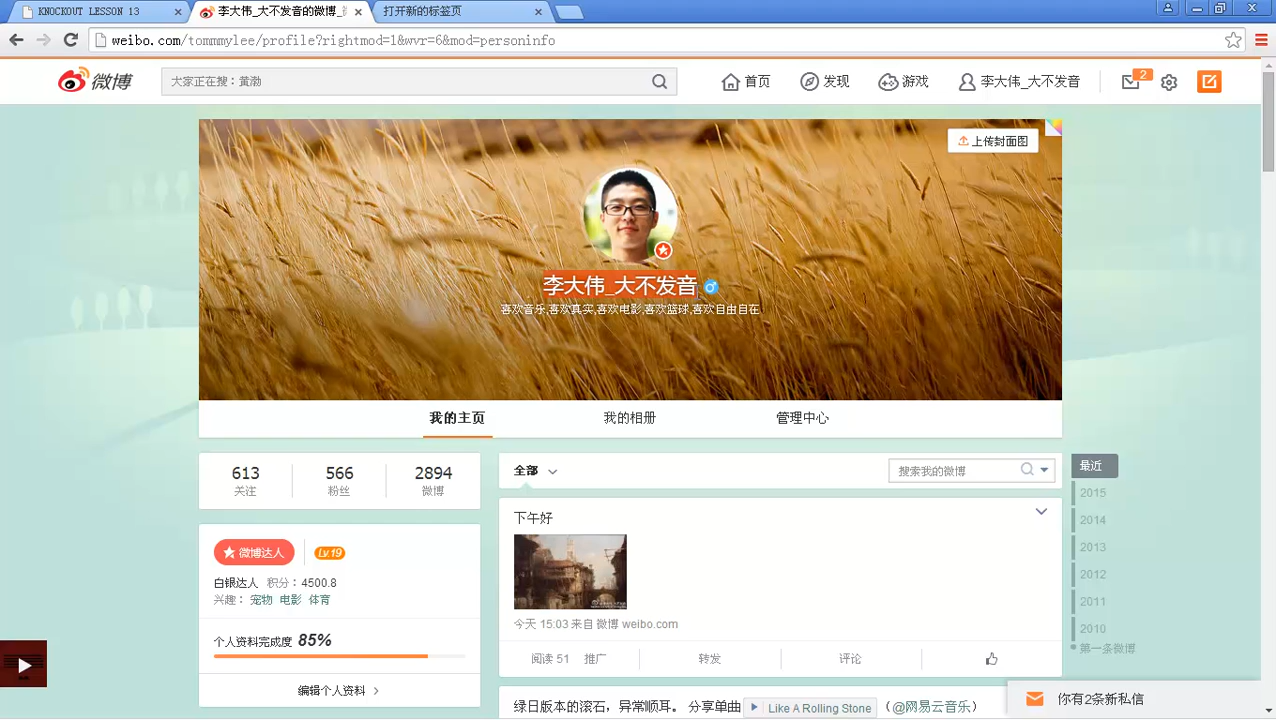 KNOCKOUT LESSON 13
李大伟_大不发音的微博_
打开新的标签页
weibo.com/tommmylee/profile?rightmod=1&wvr=6&mod=personinfo
微博
大家正在搜：黄渤
首页
发现
游戏
李大伟_大不发音
2
上传封面图
李大伟_大不发音
喜欢音乐,喜欢真实,喜欢电影,喜欢篮球,喜欢自由自在
我的主页
我的相册
管理中心
613
566
2894
关注
粉丝
微博
微博达人
Lv.19
白银达人 积分：4500.8
兴趣： 宠物 电影 体育
个人资料完成度 85%
编辑个人资料 >
全部
搜索我的微博
下午好
今天 15:03 来自 微博 weibo.com
阅读 51 推广
转发
评论
绿日版本的滚石，异常顺耳。 分享单曲 Like A Rolling Stone （@网易云音乐）
最近
2015
2014
2013
2012
2011
2010
第一条微博
你有2条新私信